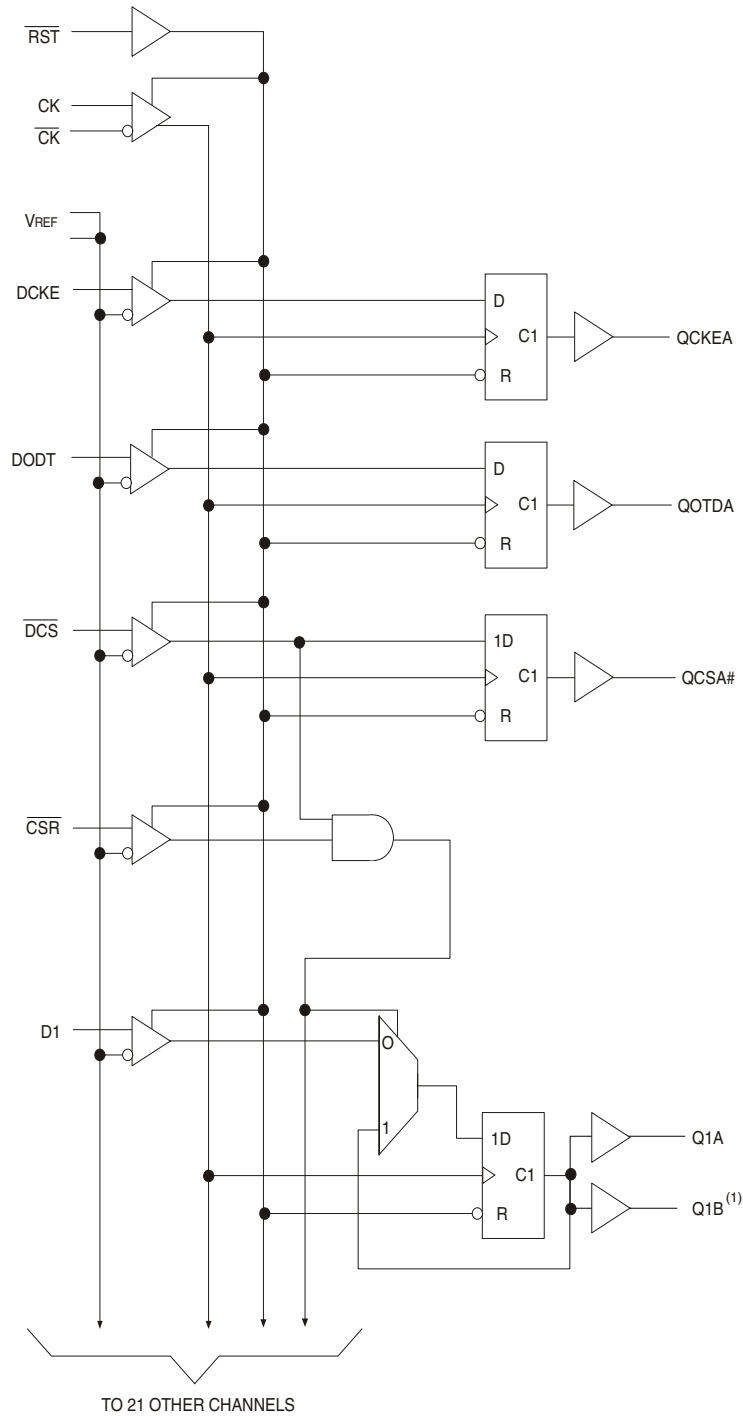 RST
CK
CK
VREF
DCKE
D
C1
R
QCKEA
DODT
D
C1
R
QOTDA
DCS
1D
C1
R
QCSA#
CSR
D1
O
1
1D
C1
R
Q1A
Q1B(1)
TO 21 OTHER CHANNELS